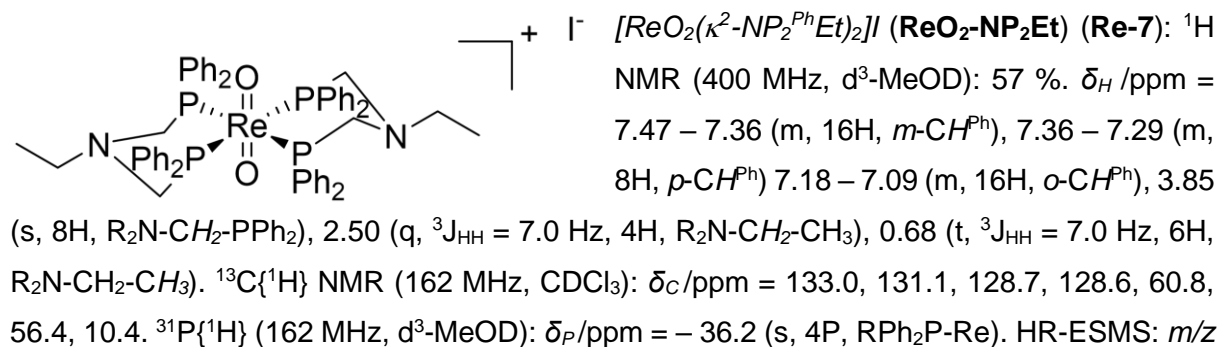 + I⁻
Ph₂P O PPh₂
N Re N
Ph₂P O P
Ph₂
[ReO₂(κ²-NP₂ᴾʰEt)₂]I (ReO₂-NP₂Et) (Re-7): ¹H
NMR (400 MHz, d³-MeOD): 57 %. δH /ppm =
7.47 – 7.36 (m, 16H, m-CHᴾʰ), 7.36 – 7.29 (m,
8H, p-CHᴾʰ) 7.18 – 7.09 (m, 16H, o-CHᴾʰ), 3.85
(s, 8H, R₂N-CH₂-PPh₂), 2.50 (q, ³JHH = 7.0 Hz, 4H, R₂N-CH₂-CH₃), 0.68 (t, ³JHH = 7.0 Hz, 6H,
R₂N-CH₂-CH₃). ¹³C{¹H} NMR (162 MHz, CDCl₃): δC /ppm = 133.0, 131.1, 128.7, 128.6, 60.8,
56.4, 10.4. ³¹P{¹H} (162 MHz, d³-MeOD): δP /ppm = – 36.2 (s, 4P, RPh₂P-Re). HR-ESMS: m/z